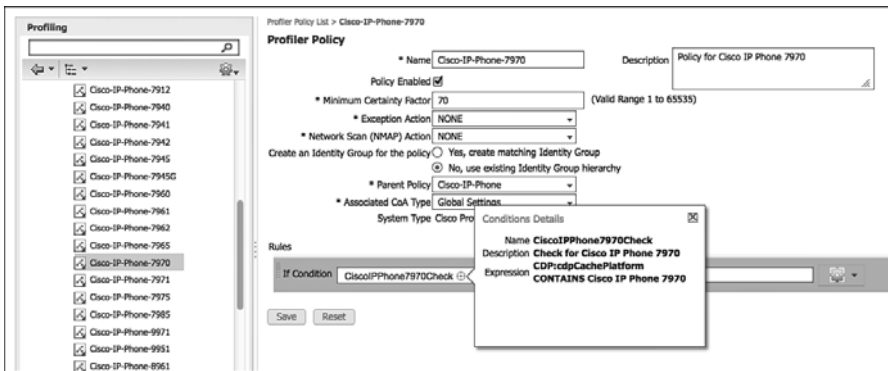 Profiling
Cisco-IP-Phone-7912
Cisco-IP-Phone-7940
Cisco-IP-Phone-7941
Cisco-IP-Phone-7942
Cisco-IP-Phone-7945
Cisco-IP-Phone-7945G
Cisco-IP-Phone-7960
Cisco-IP-Phone-7961
Cisco-IP-Phone-7962
Cisco-IP-Phone-7965
Cisco-IP-Phone-7970
Cisco-IP-Phone-7971
Cisco-IP-Phone-7975
Cisco-IP-Phone-7985
Cisco-IP-Phone-9971
Cisco-IP-Phone-9951
Cisco-IP-Phone-8961
Profiler Policy List > Cisco-IP-Phone-7970
Profiler Policy
* Name Cisco-IP-Phone-7970 Description Policy for Cisco IP Phone 7970
Policy Enabled
* Minimum Certainty Factor 70 (Valid Range 1 to 65535)
* Exception Action NONE
* Network Scan (NMAP) Action NONE
Create an Identity Group for the policy Yes, create matching Identity Group
No, use existing Identity Group hierarchy
* Parent Policy Cisco-IP-Phone
* Associated CoA Type Global Settings
System Type Cisco Pro
Rules
If Condition CiscoIPPhone7970Check
Conditions Details
Name CiscoIPPhone7970Check
Description Check for Cisco IP Phone 7970
Expression CDP:cdpCachePlatform
CONTAINS Cisco IP Phone 7970
Save Reset